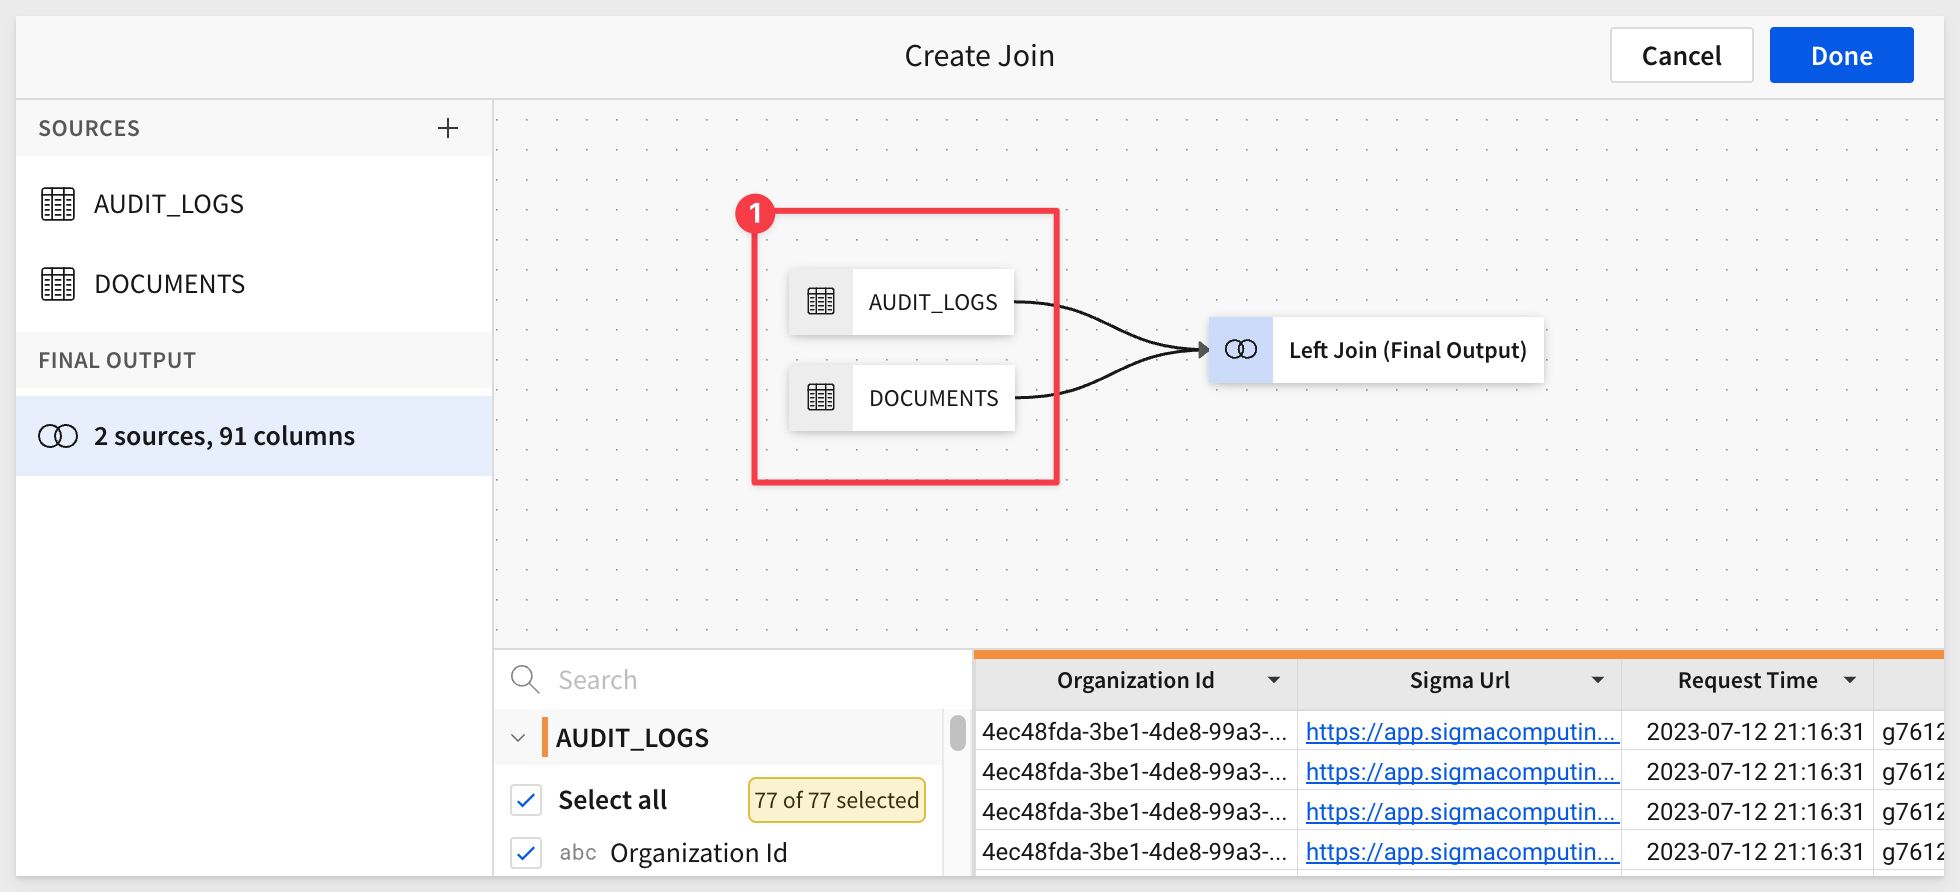 Create Join
Cancel
Done
SOURCES
AUDIT_LOGS
DOCUMENTS
FINAL OUTPUT
2 sources, 91 columns
1
AUDIT_LOGS
DOCUMENTS
Left Join (Final Output)
Search
AUDIT_LOGS
Select all
77 of 77 selected
abc Organization Id
Organization Id Sigma Url Request Time
4ec48fda-3be1-4de8-99a3-... https://app.sigmacomputin... 2023-07-12 21:16:31 g7612
4ec48fda-3be1-4de8-99a3-... https://app.sigmacomputin... 2023-07-12 21:16:31 g7612
4ec48fda-3be1-4de8-99a3-... https://app.sigmacomputin... 2023-07-12 21:16:31 g7612
4ec48fda-3be1-4de8-99a3-... https://app.sigmacomputin... 2023-07-12 21:16:31 g7612